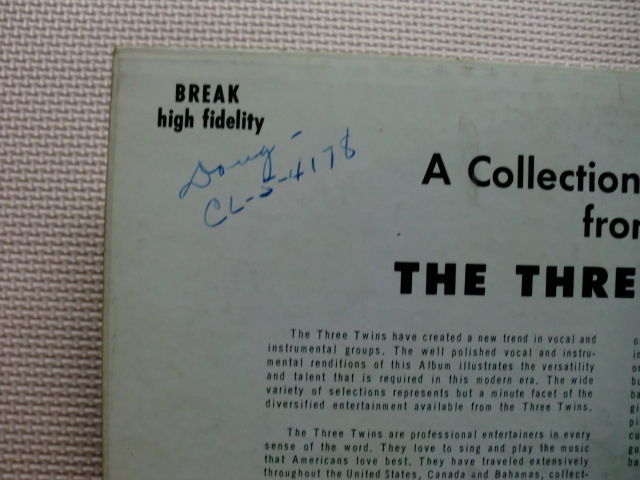 BREAK
high fidelity
Doug -
CL-5-4178
A Collection
from
THE THRE
The Three Twins have created a new trend in vocal and
instrumental groups. The well polished vocal and instru-
mental renditions of this Album illustrates the versatility
and talent that is required in this modern era. The wide
variety of selections represents but a minute facet of the
diversified entertainment available from the Three Twins.
The Three Twins are professional entertainers in every
sense of the word. They love to sing and play the music
that Americans love best. They have traveled extensively
throughout the United States, Canada and Bahamas, collect-